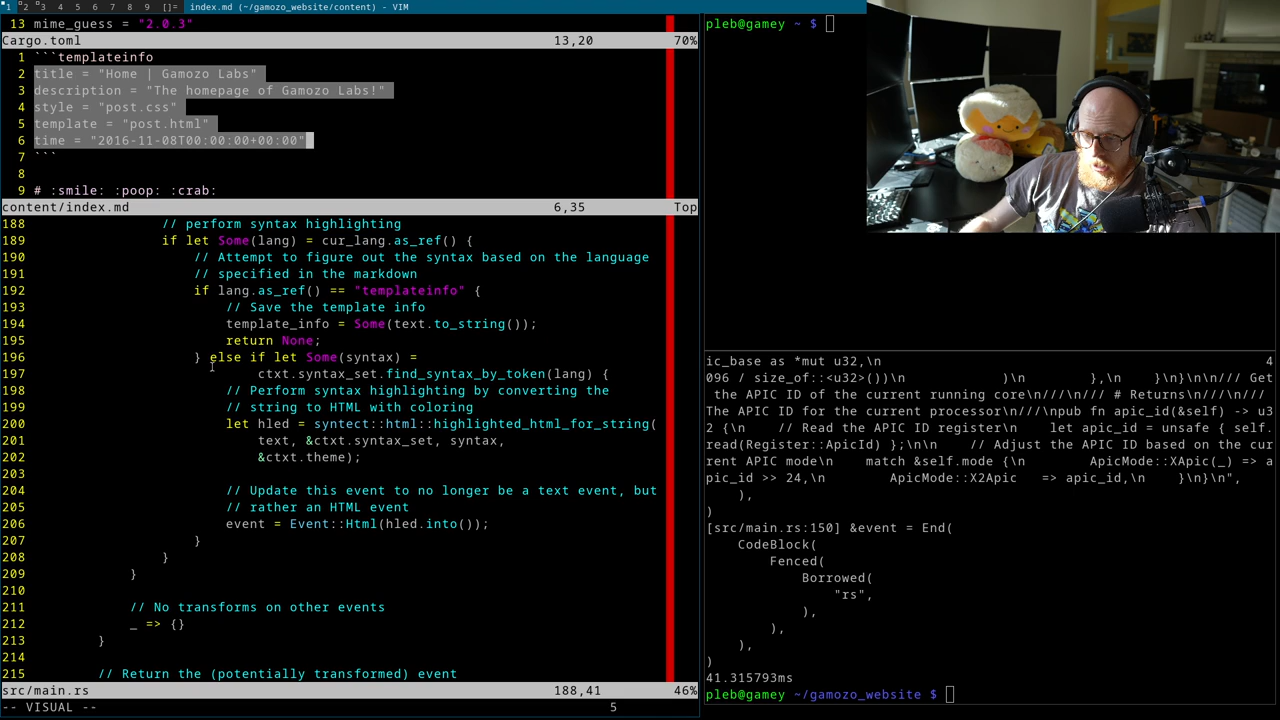 1 2 3 4 5 6 7 8 9 []= index.md (~/gamozo_website/content) - VIM
13 mime_guess = "2.0.3"
Cargo.toml 13,20 70%
1 ```templateinfo
2 title = "Home | Gamozo Labs"
3 description = "The homepage of Gamozo Labs!"
4 style = "post.css"
5 template = "post.html"
6 time = "2016-11-08T00:00:00+00:00"
7 ```
8
9 # :smile: :poop: :crab:
content/index.md 6,35 Top
188 // perform syntax highlighting
189 if let Some(lang) = cur_lang.as_ref() {
190 // Attempt to figure out the syntax based on the language
191 // specified in the markdown
192 if lang.as_ref() == "templateinfo" {
193 // Save the template info
194 template_info = Some(text.to_string());
195 return None;
196 } else if let Some(syntax) =
197 ctxt.syntax_set.find_syntax_by_token(lang) {
198 // Perform syntax highlighting by converting the
199 // string to HTML with coloring
200 let hled = syntect::html::highlighted_html_for_string(
201 text, &ctxt.syntax_set, syntax,
202 &ctxt.theme);
203
204 // Update this event to no longer be a text event, but
205 // rather an HTML event
206 event = Event::Html(hled.into());
207 }
208 }
209 }
210
211 // No transforms on other events
212 _ => {}
213 }
214
215 // Return the (potentially transformed) event
src/main.rs 188,41 46%
-- VISUAL -- 5
pleb@gamey ~ $
ic_base as *mut u32,\n 4
096 / size_of::<u32>())\n )\n },\n }\n}\n\n/// Get
the APIC ID of the current running core\n///\n/// # Returns\n///\n///
The APIC ID for the current processor\n///\npub fn apic_id(&self) -> u3
2 {\n // Read the APIC ID register\n let apic_id = unsafe { self.
read(Register::ApicId) };\n\n // Adjust the APIC ID based on the cur
rent APIC mode\n match &self.mode {\n ApicMode::XApic(_) => a
pic_id >> 24,\n ApicMode::X2Apic => apic_id,\n }\n}\n",
),
)
[src/main.rs:150] &event = End(
CodeBlock(
Fenced(
Borrowed(
"rs",
),
),
),
)
41.315793ms
pleb@gamey ~/gamozo_website $